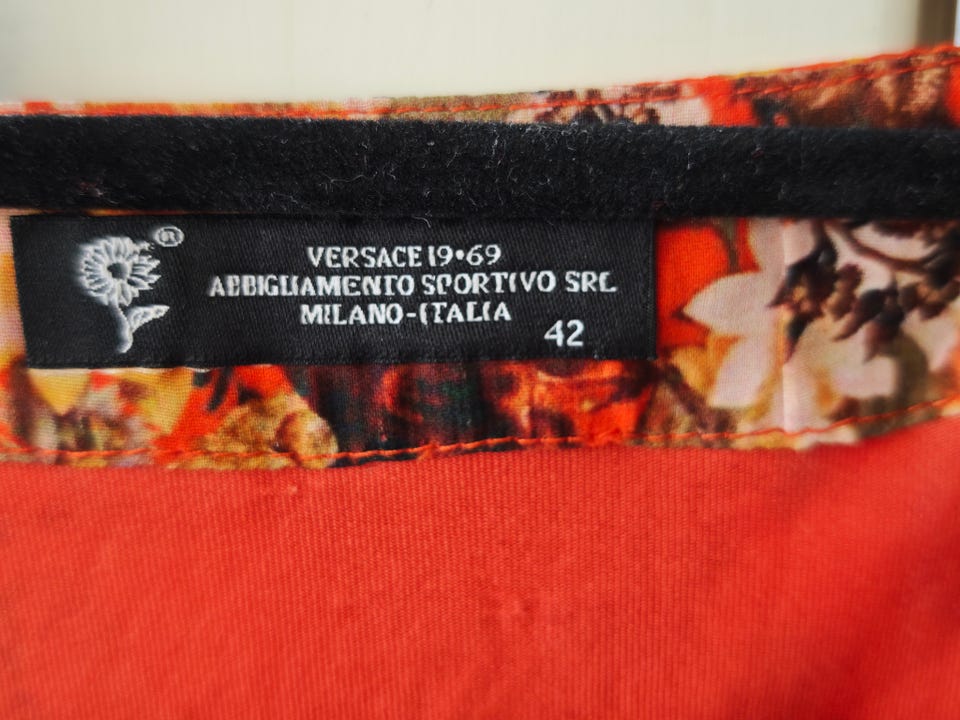 ®
VERSACE 19•69
ABBIGLIAMENTO SPORTIVO SRL
MILANO-ITALIA
42